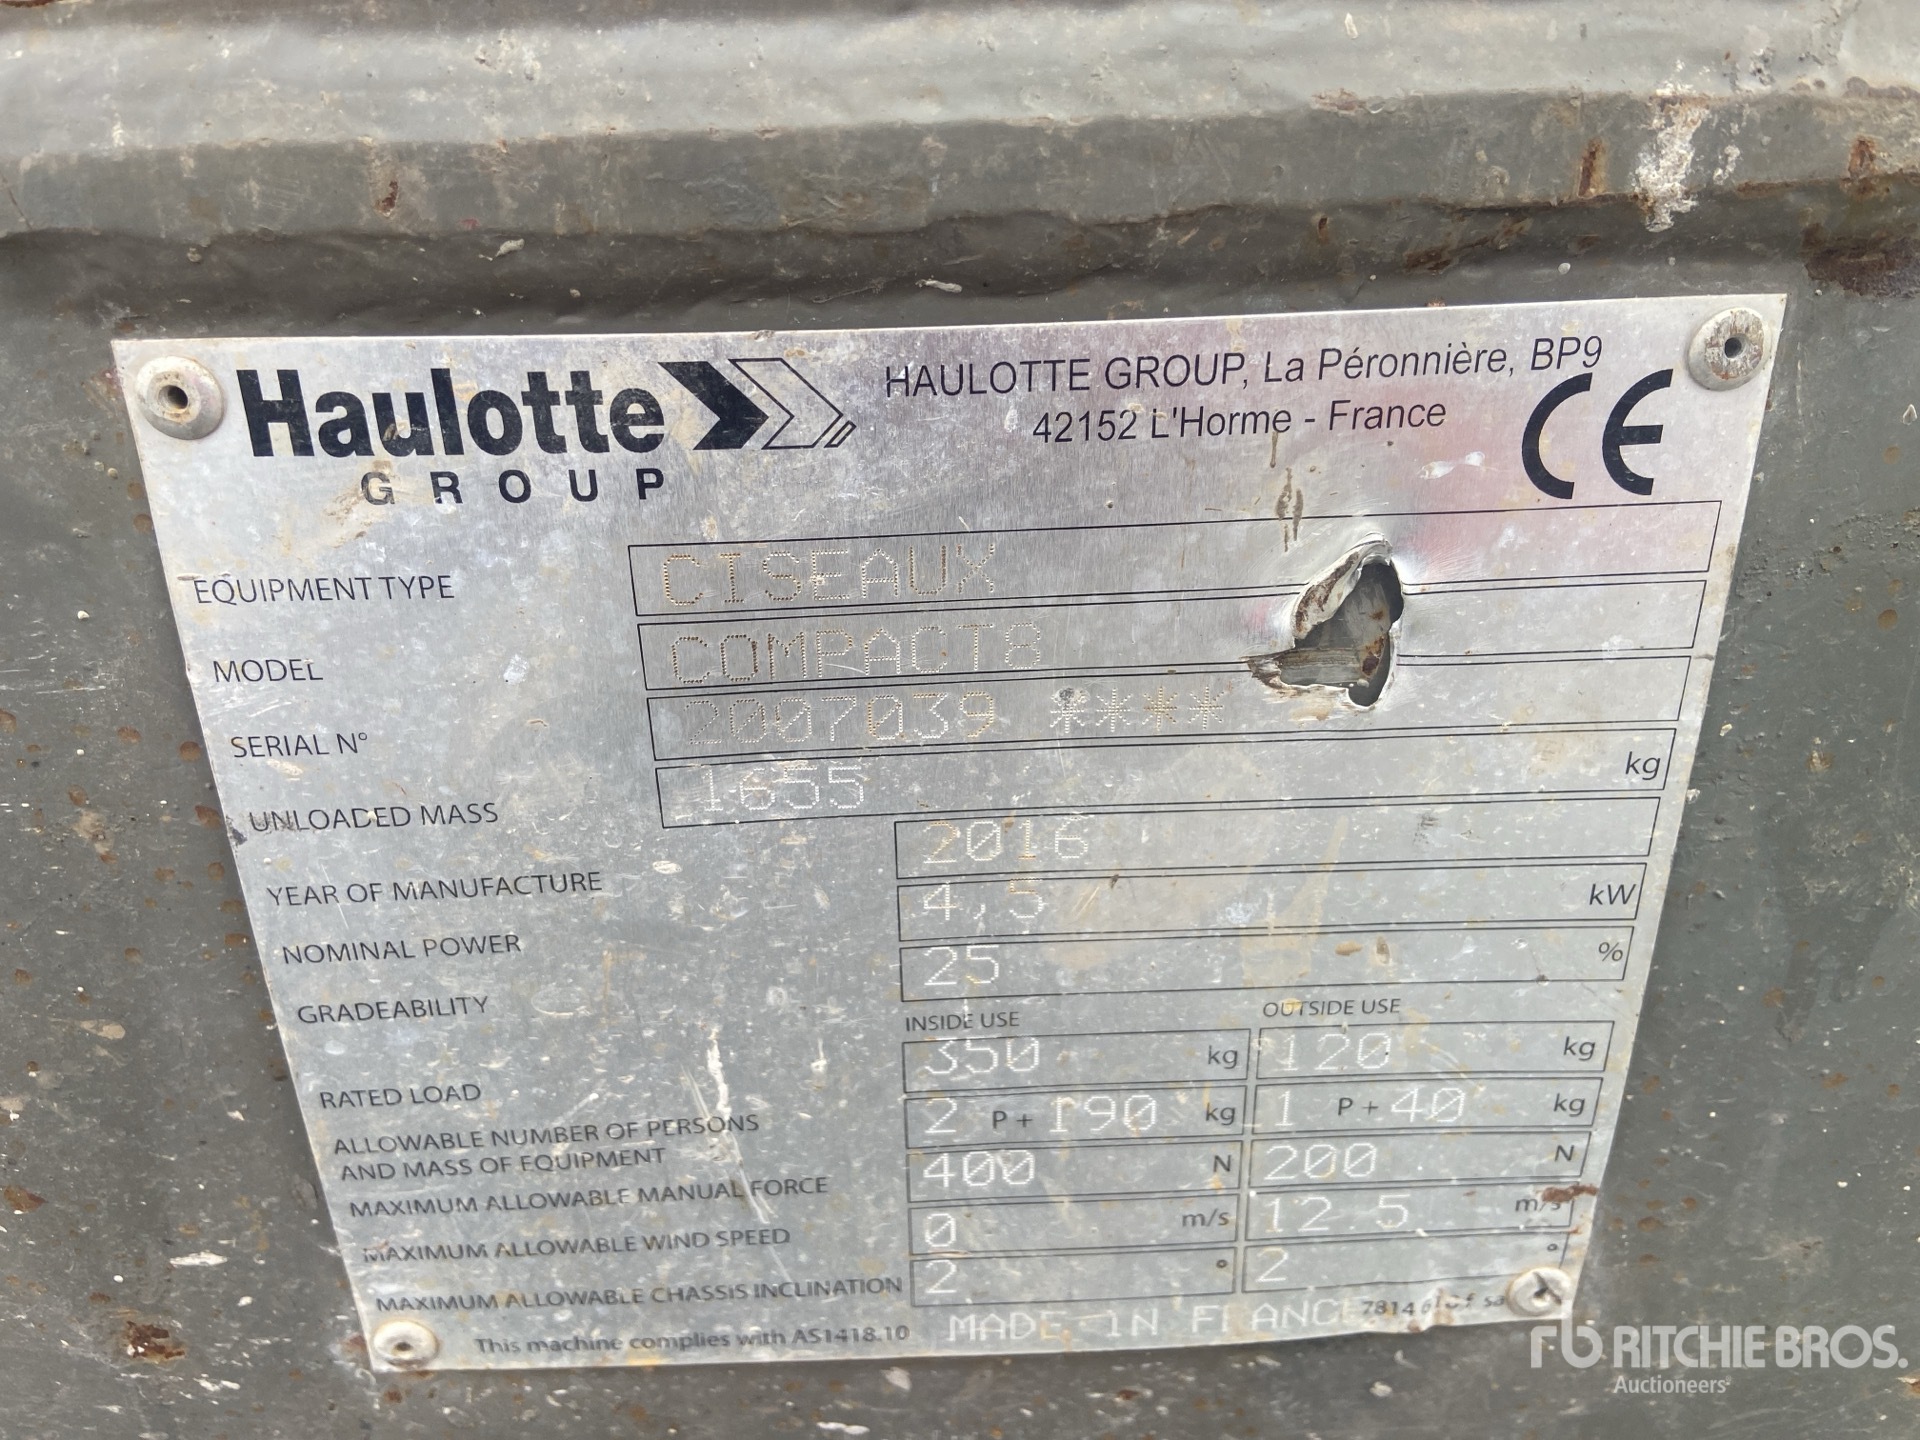 Haulotte
GROUP
HAULOTTE GROUP, La Péronnière, BP9
42152 L'Horme - France
CE
EQUIPMENT TYPE CISEAUX
MODEL COMPACT8
SERIAL N° 2007039 ****
UNLOADED MASS 1655 kg
YEAR OF MANUFACTURE 2016
NOMINAL POWER 4,5 kW
GRADEABILITY 25 %
INSIDE USE OUTSIDE USE
RATED LOAD 350 kg 120 kg
ALLOWABLE NUMBER OF PERSONS
AND MASS OF EQUIPMENT 2 P + 190 kg 1 P + 40 kg
MAXIMUM ALLOWABLE MANUAL FORCE 400 N 200 N
MAXIMUM ALLOWABLE WIND SPEED 0 m/s 12.5 m/s
MAXIMUM ALLOWABLE CHASSIS INCLINATION 2 ° 2 °
This machine complies with AS1418.10 MADE IN FRANCE
rb RITCHIE BROS.
Auctioneers